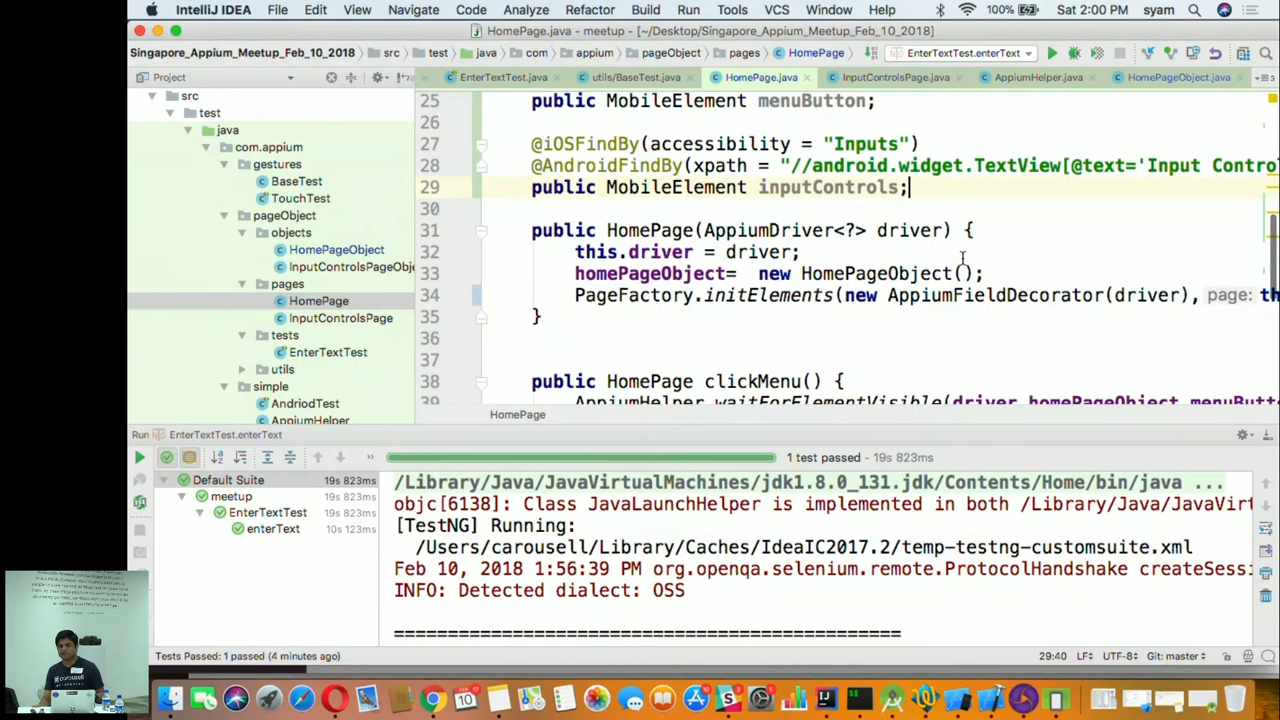 IntelliJ IDEA File Edit View Navigate Code Analyze Refactor Build Run Tools VCS Window Help 100% Sat 2:00 PM syam
HomePage.java - meetup - [~/Desktop/Singapore_Appium_Meetup_Feb_10_2018]
Singapore_Appium_Meetup_Feb_10_2018 src test java com appium pageObject pages HomePage EnterTextTest.enterText
Project
EnterTextTest.java utils/BaseTest.java HomePage.java InputControlsPage.java AppiumHelper.java HomePageObject.java
src
test
java
com.appium
gestures
BaseTest
TouchTest
pageObject
objects
HomePageObject
InputControlsPageObj
pages
HomePage
InputControlsPage
tests
EnterTextTest
utils
simple
AndriodTest
AppiumHelper
25 public MobileElement menuButton;
26
27 @iOSFindBy(accessibility = "Inputs")
28 @AndroidFindBy(xpath = "//android.widget.TextView[@text='Input Contro
29 public MobileElement inputControls;
30
31 public HomePage(AppiumDriver<?> driver) {
32 this.driver = driver;
33 homePageObject= new HomePageObject();
34 PageFactory.initElements(new AppiumFieldDecorator(driver), page: th
35 }
36
37
38 public HomePage clickMenu() {
39 AppiumHelper.waitForElementVisible(driver,homePageObject.menuButto
HomePage
Run EnterTextTest.enterText
1 test passed - 19s 823ms
Default Suite 19s 823ms
meetup 19s 823ms
EnterTextTest 19s 823ms
enterText 10s 123ms
/Library/Java/JavaVirtualMachines/jdk1.8.0_131.jdk/Contents/Home/bin/java ...
objc[6138]: Class JavaLaunchHelper is implemented in both /Library/Java/JavaVirt
[TestNG] Running:
/Users/carousell/Library/Caches/IdeaIC2017.2/temp-testng-customsuite.xml
Feb 10, 2018 1:56:39 PM org.openqa.selenium.remote.ProtocolHandshake createSessi
INFO: Detected dialect: OSS
===============================================
Tests Passed: 1 passed (4 minutes ago) 29:40 LF÷ UTF-8÷ Git: master÷
carousell